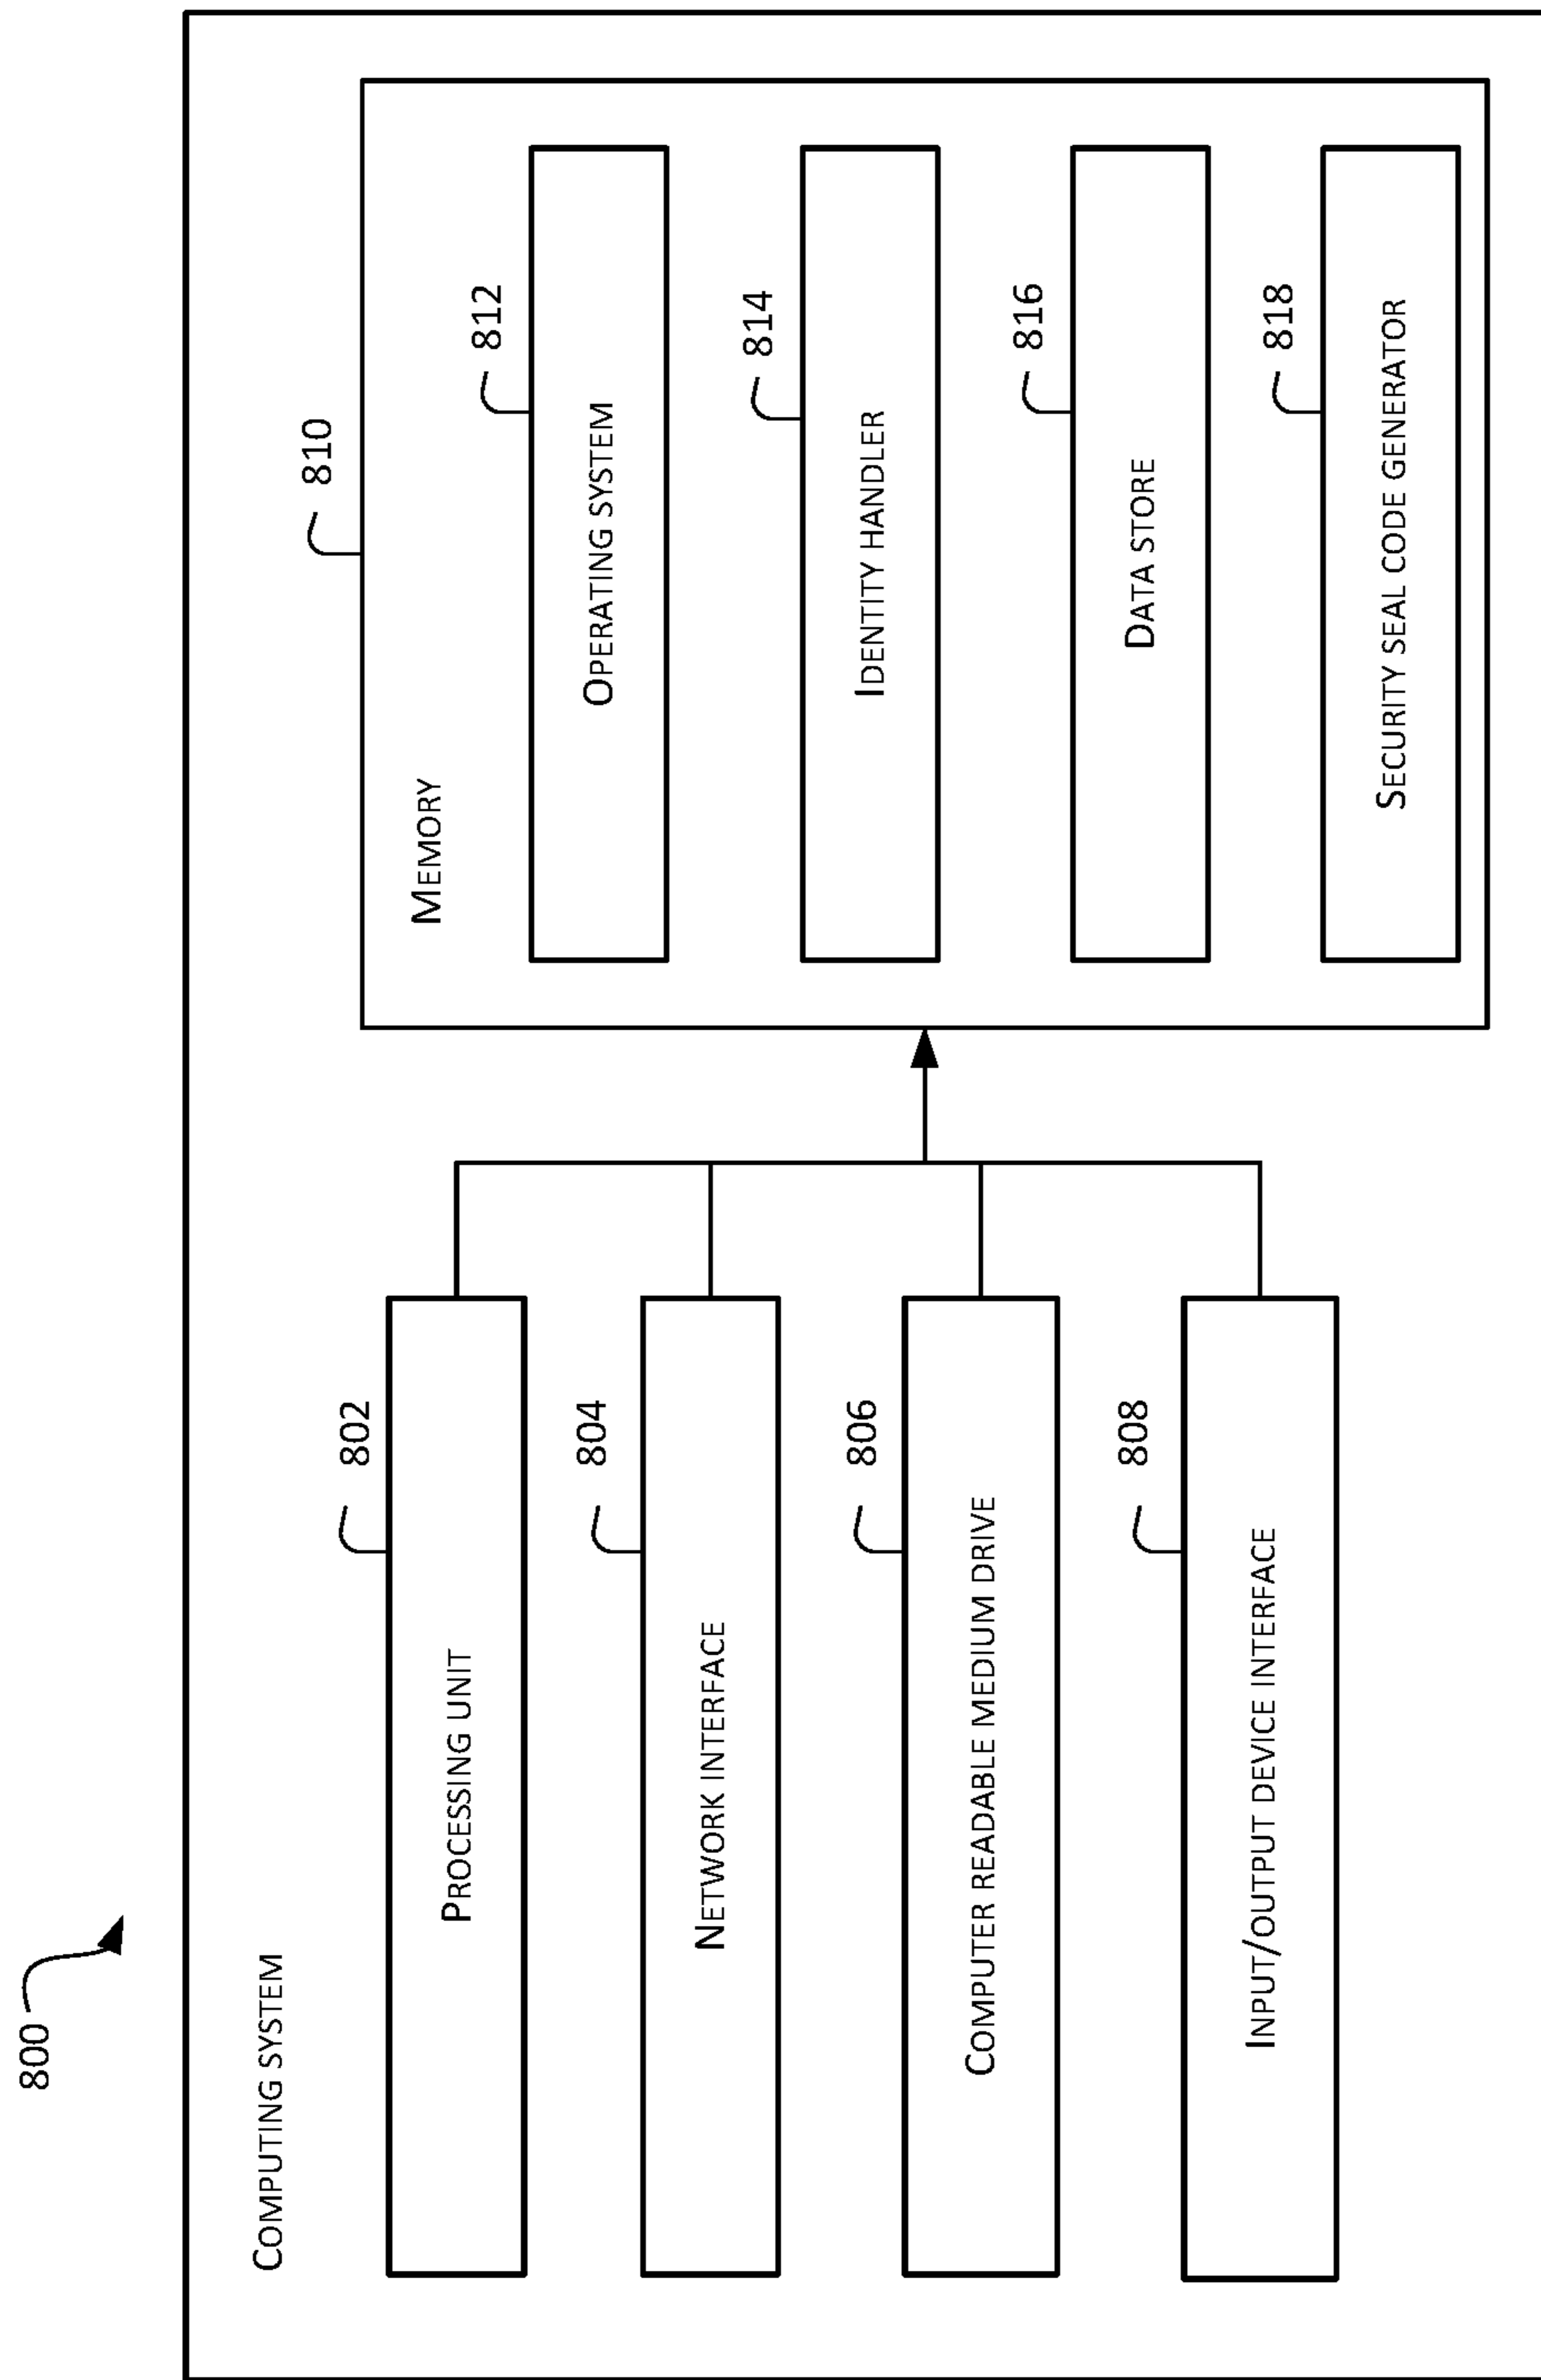 800
COMPUTING SYSTEM
802
PROCESSING UNIT
804
NETWORK INTERFACE
806
COMPUTER READABLE MEDIUM DRIVE
808
INPUT/OUTPUT DEVICE INTERFACE
810
MEMORY
812
OPERATING SYSTEM
814
IDENTITY HANDLER
816
DATA STORE
818
SECURITY SEAL CODE GENERATOR